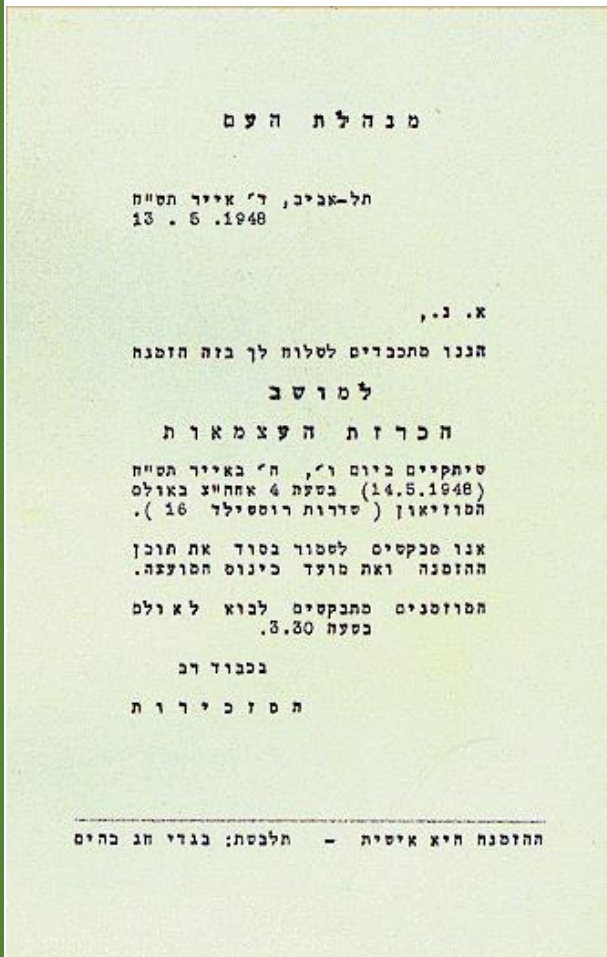 מנהלת העם
תל-אביב, ד' אייר תש"ח
13 . 5 .1948
א. נ.,
הננו מתכבדים לשלוח לך בזה הזמנה
למושב
הכרזת העצמאות
שיתקיים ביום ו', ה' באייר תש"ח
(14.5.1948) בשעה 4 אחה"צ באולם
המוזיאון ( שדרות רוטשילד 16 ).
אנו מבקשים לשמור בסוד את תוכן
ההזמנה ואת מועד כינוס המועצה.
המוזמנים מתבקשים לבוא לאולם
בשעה 3.30.
בכבוד רב
המזכירות
ההזמנה היא אישית - תלבשת: בגדי חג כהים